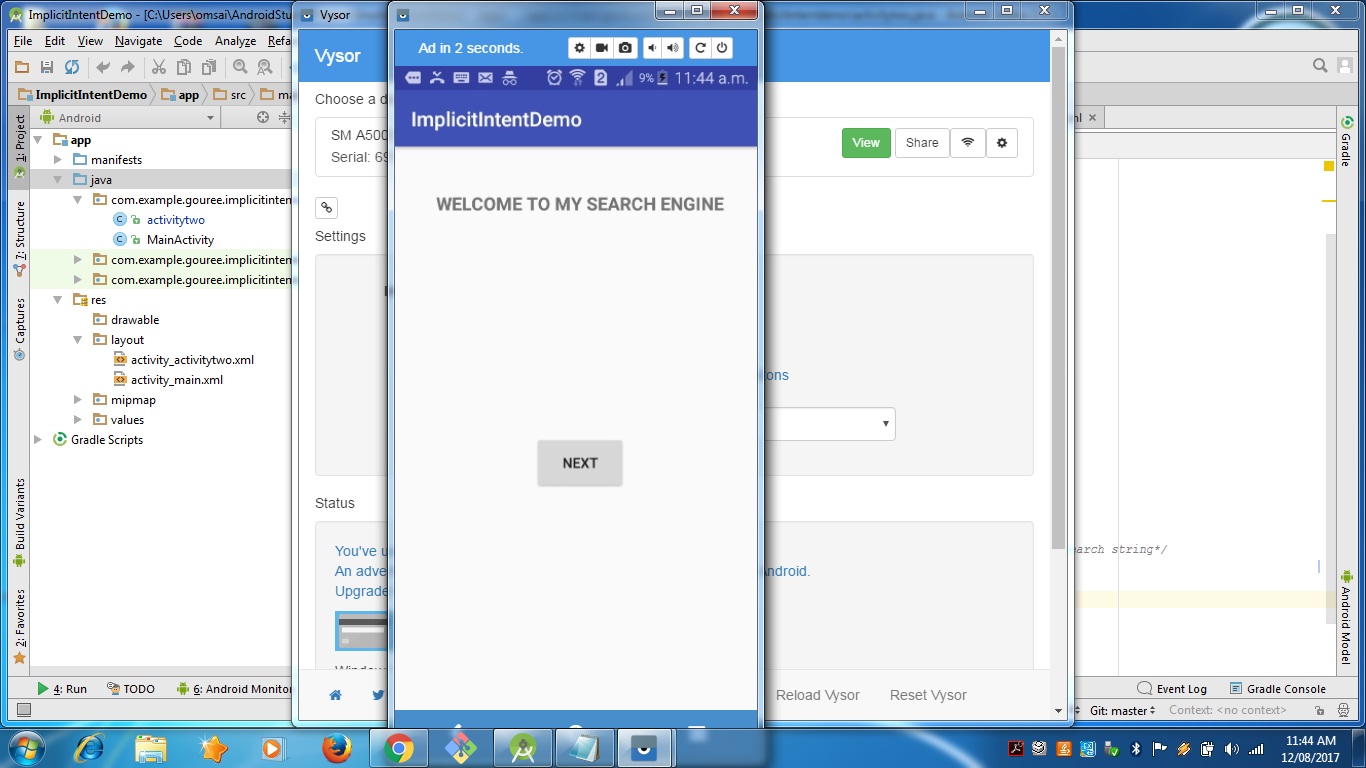 ImplicitIntentDemo - [C:\Users\omsai\AndroidStu
File Edit View Navigate Code Analyze Refa
ImplicitIntentDemo app src ma
Android
1: Project
7: Structure
Captures
Build Variants
2: Favorites
app
manifests
java
com.example.gouree.implicitinten
activitytwo
MainActivity
com.example.gouree.implicitinten
com.example.gouree.implicitinten
res
drawable
layout
activity_activitytwo.xml
activity_main.xml
mipmap
values
Gradle Scripts
4: Run TODO 6: Android Monitor
Vysor
Vysor
Choose a d
SM A500
Serial: 69
View Share
Settings
ons
Status
You've u
An adve
ndroid.
Upgrade
Window
Reload Vysor Reset Vysor
Ad in 2 seconds.
2 9% 11:44 a.m.
ImplicitIntentDemo
WELCOME TO MY SEARCH ENGINE
NEXT
ml
earch string*/
Gradle
Android Model
Event Log Gradle Console
Git: master Context: <no context>
11:44 AM
12/08/2017